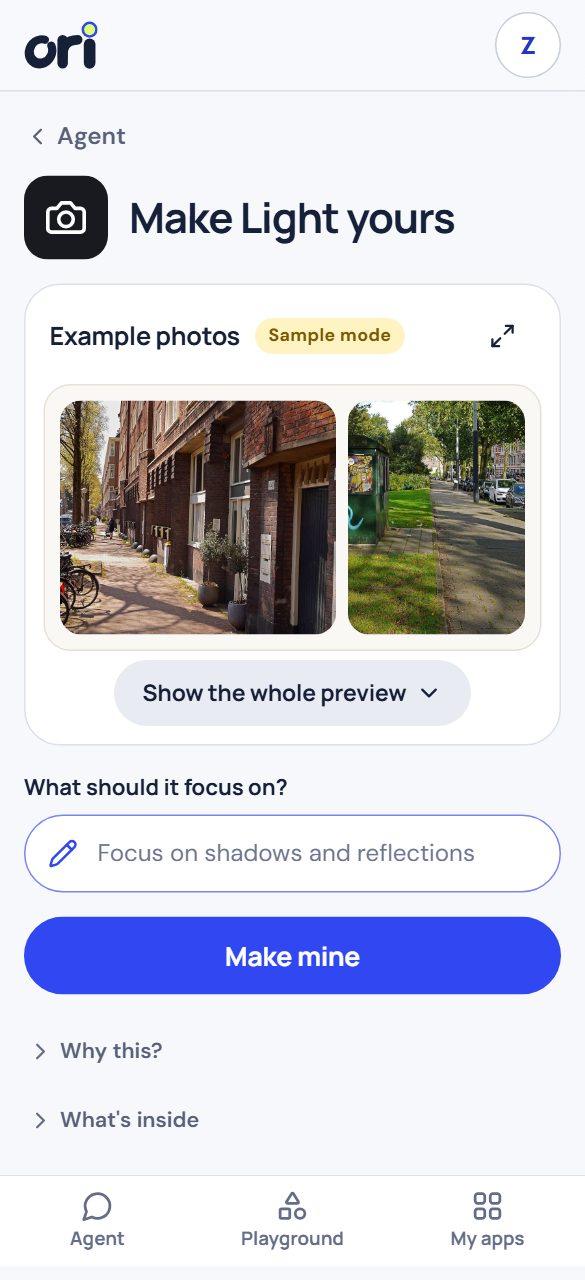 ori
Z
Agent
Make Light yours
Example photos
Sample mode
Show the whole preview
What should it focus on?
Focus on shadows and reflections
Make mine
Why this?
What's inside
Agent
Playground
My apps